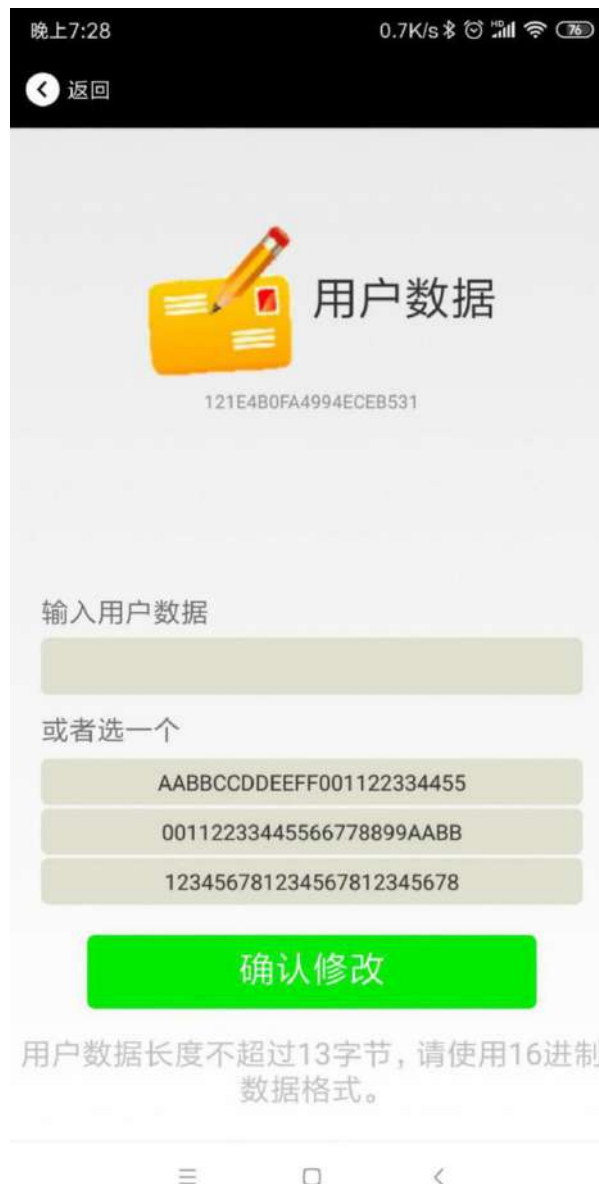 晚上7:28 0.7K/s HD 76
返回
用户数据
121E4B0FA4994ECEB531
输入用户数据
或者选一个
AABBCCDDEEFF001122334455
00112233445566778899AABB
123456781234567812345678
确认修改
用户数据长度不超过13字节，请使用16进制
数据格式。